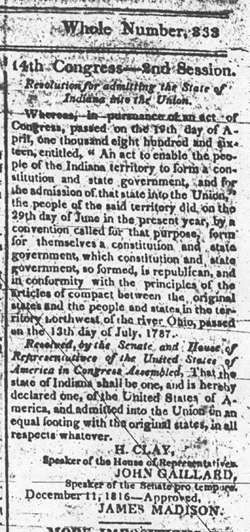 Whole Number, 233
14th Congress—2nd Session.
Resolution for admitting the State of
Indiana into the Union.
Whereas, in pursuance of an act of
Congress, passed on the 19th day of A-
pril, one thousand eight hundred and six-
teen, entitled, "An act to enable the peo-
ple of the Indiana territory to form a con-
stitution and state government, and for
the admission of that state into the Union,"
the people of the said territory did, on the
29th day of June in the present year, by a
convention called for that purpose, form
for themselves a constitution and state
government, which constitution and state
government, so formed, is republican, and
in conformity with the principles of the
articles of compact between the original
states and the people and states in the ter-
ritory northwest of the river Ohio, passed
on the 13th day of July, 1787.
Resolved, by the Senate and House of
Representatives of the United States of
America in Congress Assembled, That the
state of Indiana shall be one, and is hereby
declared one, of the United States of A-
merica, and admitted into the Union on an
equal footing with the original states, in all
respects whatever.
H. CLAY,
Speaker of the House of Representatives.
JOHN GAILLARD,
Speaker of the Senate pro tempore.
December 11, 1816—Approved.
JAMES MADISON.